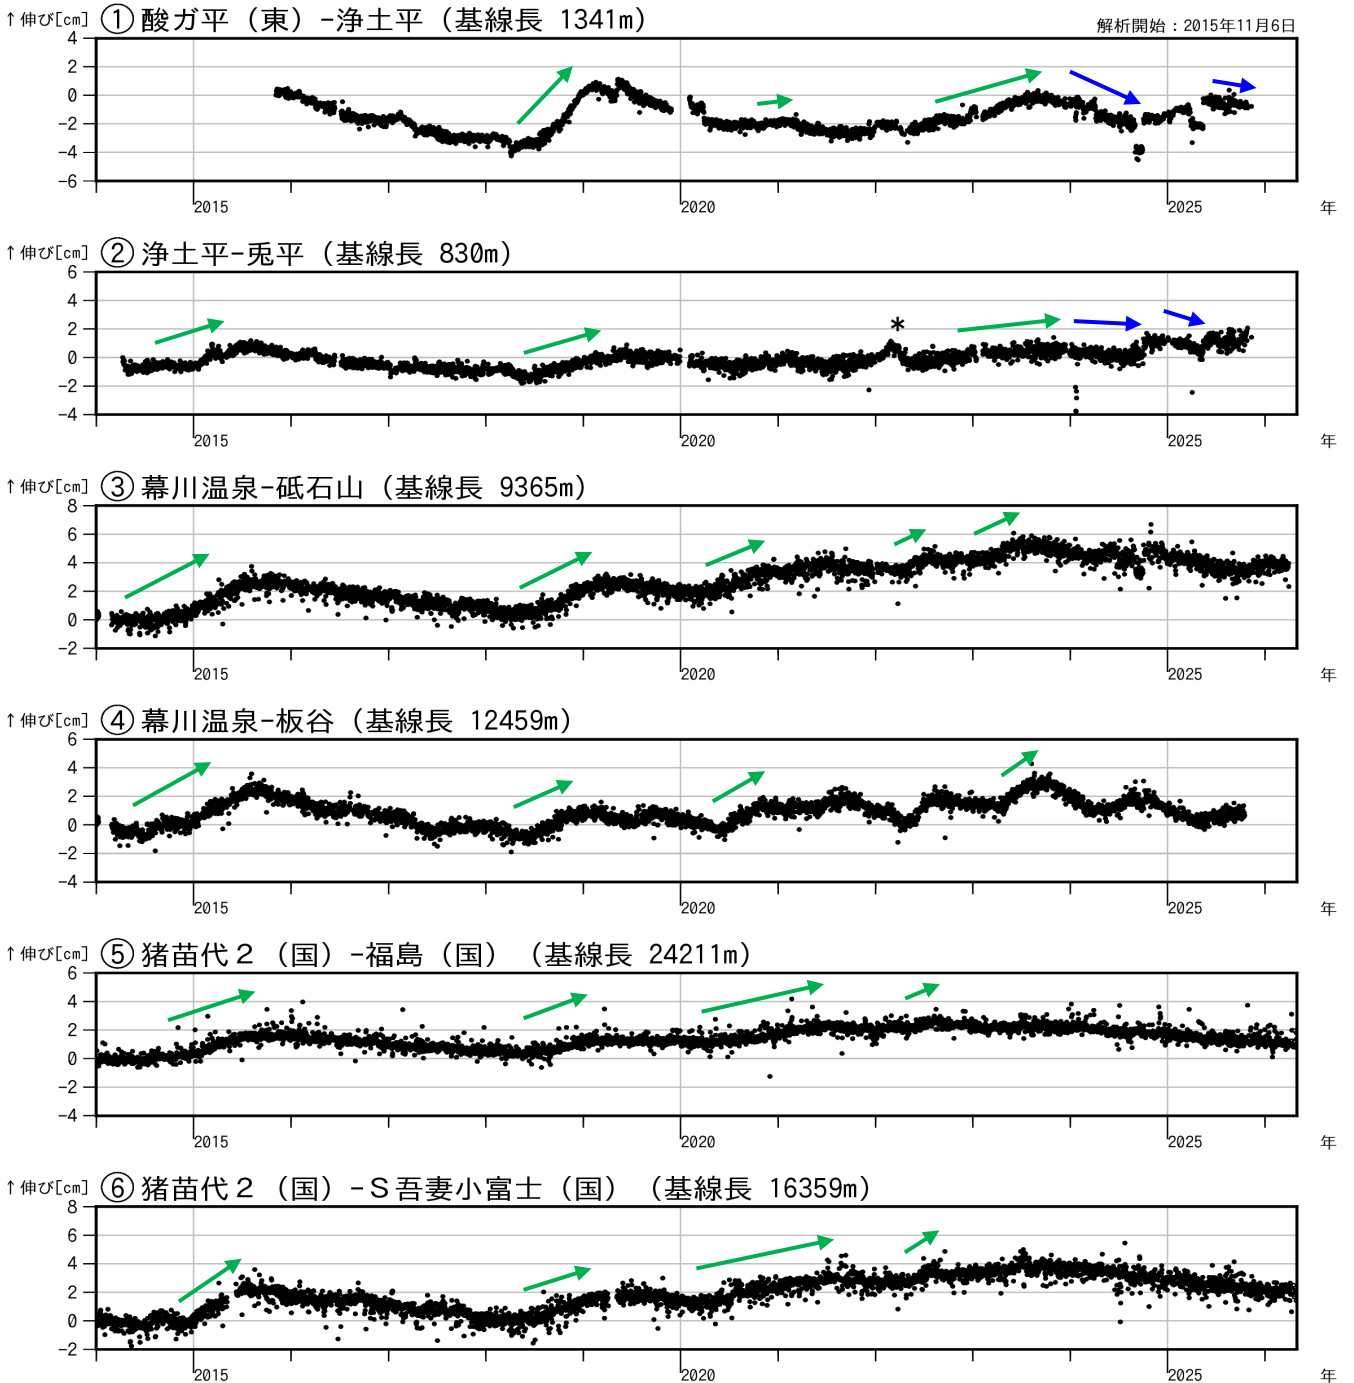 ↑伸び[cm] ① 酸ガ平（東）-浄土平（基線長 1341m）
解析開始：2015年11月6日
4
2
0
-2
-4
-6
2015 2020 2025 年
↑伸び[cm] ② 浄土平-兎平（基線長 830m）
6
4
2
0
-2
-4
*
2015 2020 2025 年
↑伸び[cm] ③ 幕川温泉-砥石山（基線長 9365m）
8
6
4
2
0
-2
2015 2020 2025 年
↑伸び[cm] ④ 幕川温泉-板谷（基線長 12459m）
6
4
2
0
-2
-4
2015 2020 2025 年
↑伸び[cm] ⑤ 猪苗代２（国）-福島（国）（基線長 24211m）
6
4
2
0
-2
-4
2015 2020 2025 年
↑伸び[cm] ⑥ 猪苗代２（国）-Ｓ吾妻小富士（国）（基線長 16359m）
8
6
4
2
0
-2
2015 2020 2025 年